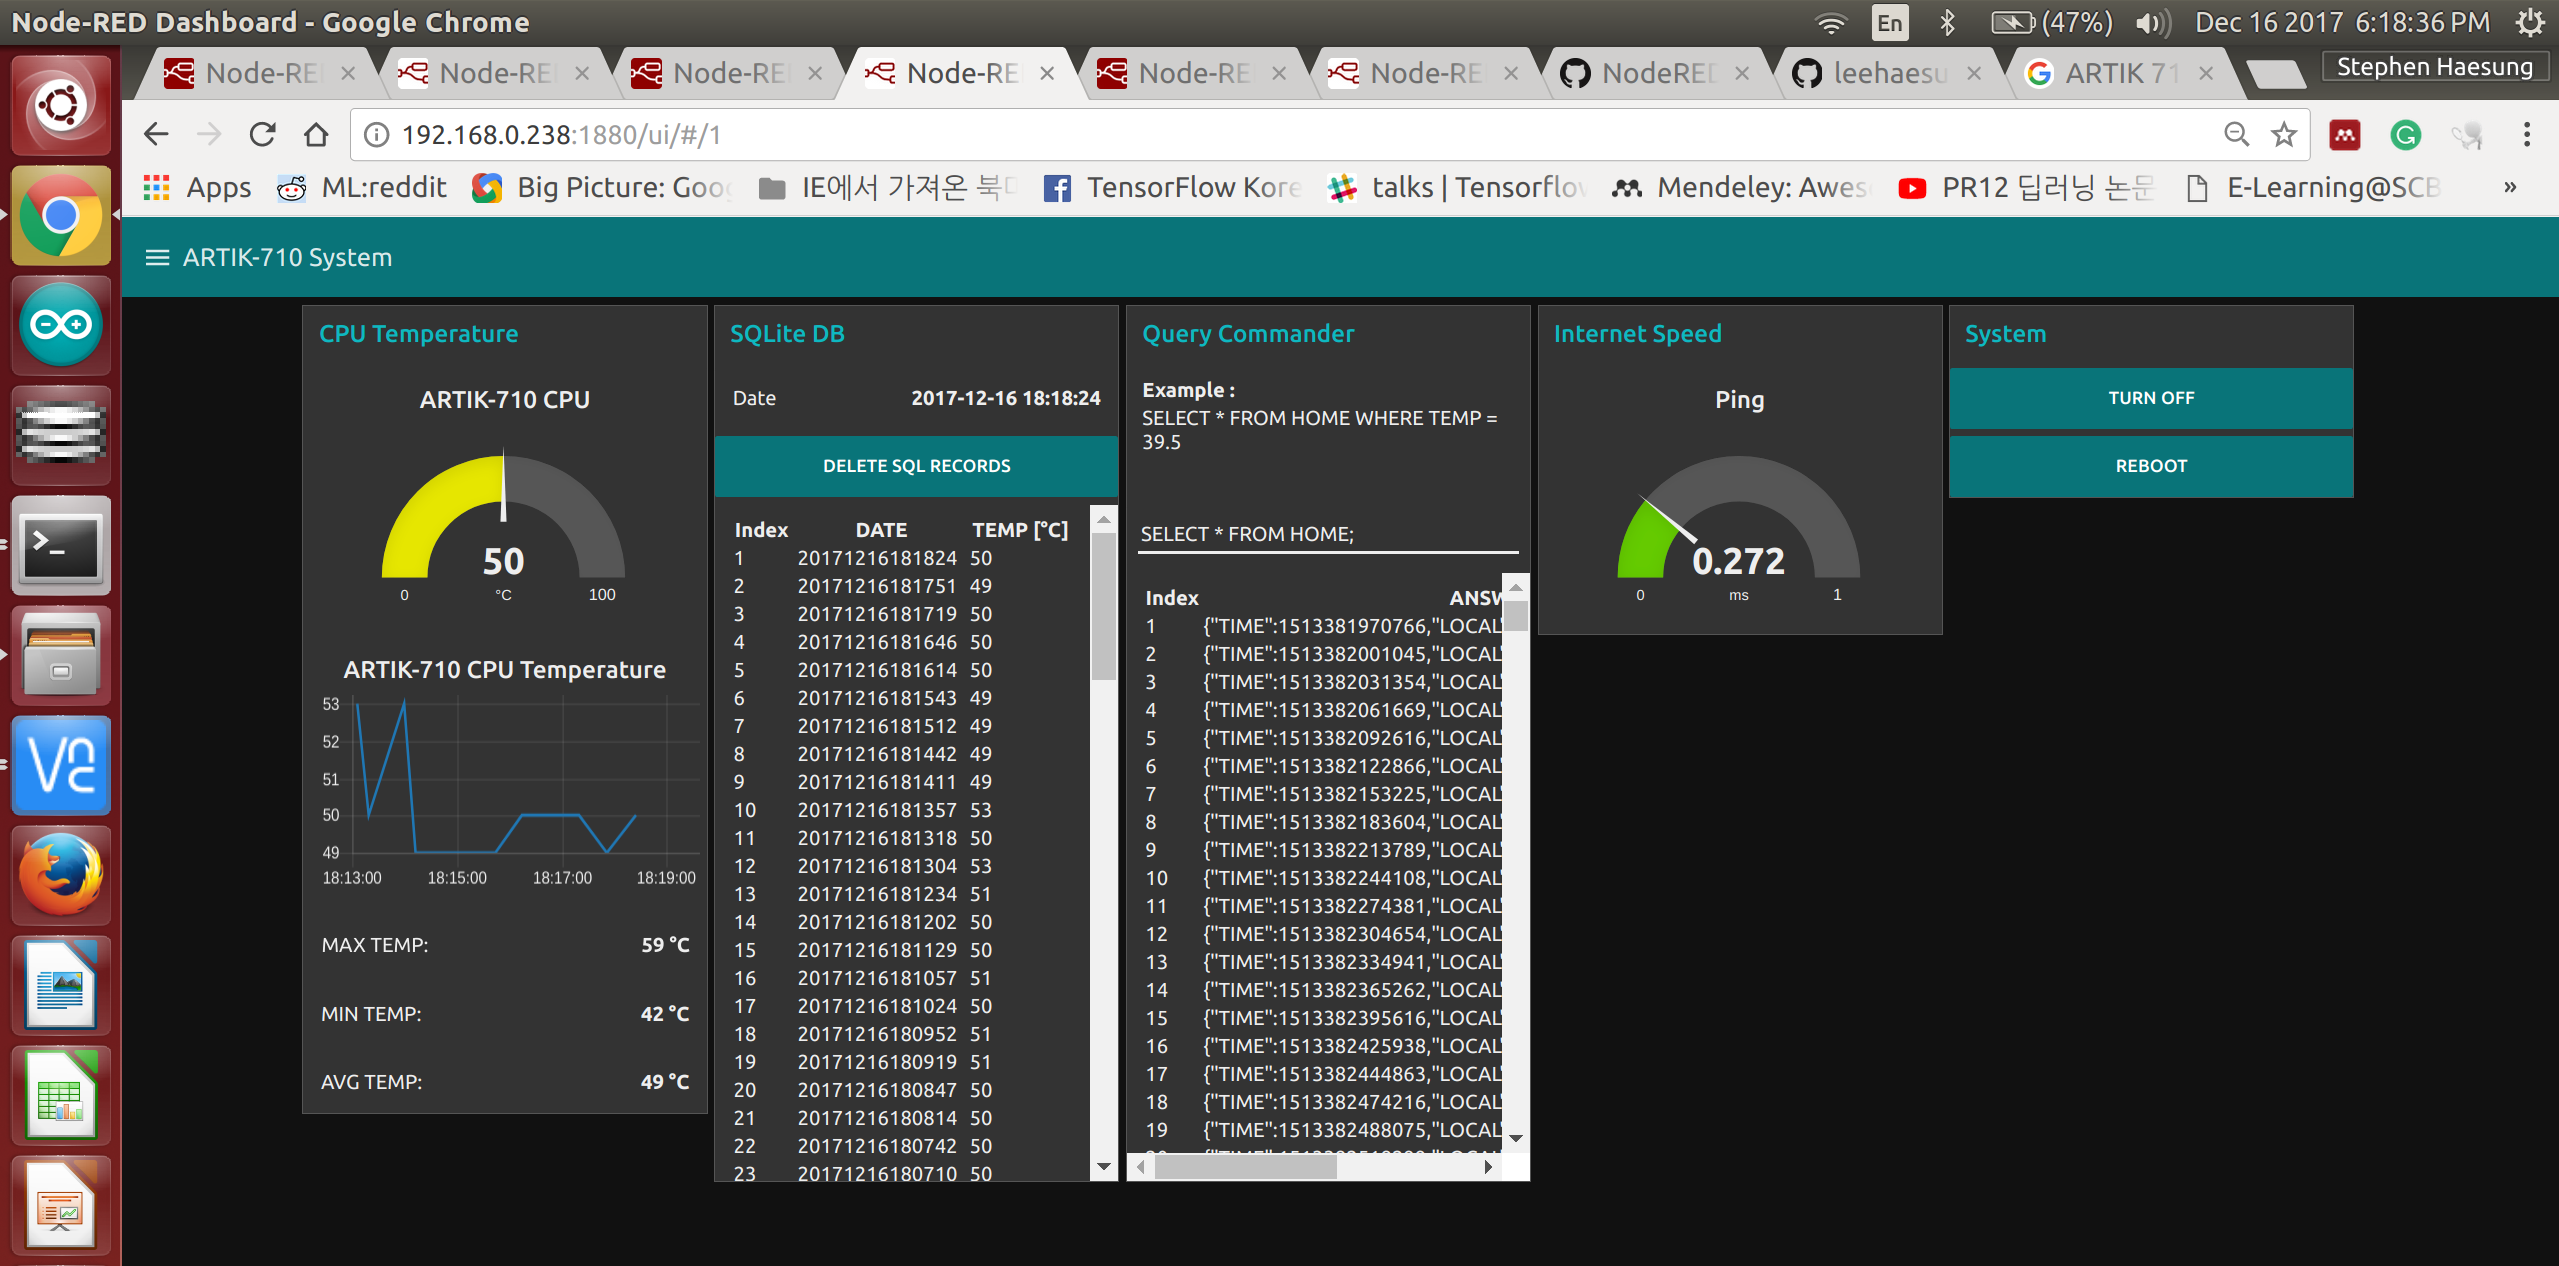 Node-RED Dashboard - Google Chrome
En
(47%)
Dec 16 2017 6:18:36 PM
Node-RE
Node-RE
Node-RE
Node-RE
Node-RE
Node-RE
NodeRED
leehaesu
ARTIK 71
Stephen Haesung
192.168.0.238:1880/ui/#/1
Apps
ML:reddit
Big Picture: Goog
IE에서 가져온 북마
TensorFlow Kore
talks | Tensorflow
Mendeley: Awes
PR12 딥러닝 논문
E-Learning@SCB
»
ARTIK-710 System
CPU Temperature
ARTIK-710 CPU
50
0
°C
100
ARTIK-710 CPU Temperature
53
52
51
50
49
18:13:00
18:15:00
18:17:00
18:19:00
MAX TEMP: 59 °C
MIN TEMP: 42 °C
AVG TEMP: 49 °C
SQLite DB
Date 2017-12-16 18:18:24
DELETE SQL RECORDS
Index DATE TEMP [°C]
1 20171216181824 50
2 20171216181751 49
3 20171216181719 50
4 20171216181646 50
5 20171216181614 50
6 20171216181543 49
7 20171216181512 49
8 20171216181442 49
9 20171216181411 49
10 20171216181357 53
11 20171216181318 50
12 20171216181304 53
13 20171216181234 51
14 20171216181202 50
15 20171216181129 50
16 20171216181057 51
17 20171216181024 50
18 20171216180952 51
19 20171216180919 51
20 20171216180847 50
21 20171216180814 50
22 20171216180742 50
23 20171216180710 50
Query Commander
Example :
SELECT * FROM HOME WHERE TEMP =
39.5
SELECT * FROM HOME;
Index ANSW
1 {"TIME":1513381970766,"LOCAL"
2 {"TIME":1513382001045,"LOCAL"
3 {"TIME":1513382031354,"LOCAL"
4 {"TIME":1513382061669,"LOCAL"
5 {"TIME":1513382092616,"LOCAL"
6 {"TIME":1513382122866,"LOCAL"
7 {"TIME":1513382153225,"LOCAL"
8 {"TIME":1513382183604,"LOCAL"
9 {"TIME":1513382213789,"LOCAL"
10 {"TIME":1513382244108,"LOCAL"
11 {"TIME":1513382274381,"LOCAL"
12 {"TIME":1513382304654,"LOCAL"
13 {"TIME":1513382334941,"LOCAL"
14 {"TIME":1513382365262,"LOCAL"
15 {"TIME":1513382395616,"LOCAL"
16 {"TIME":1513382425938,"LOCAL"
17 {"TIME":1513382444863,"LOCAL"
18 {"TIME":1513382474216,"LOCAL"
19 {"TIME":1513382488075,"LOCAL"
Internet Speed
Ping
0.272
0
ms
1
System
TURN OFF
REBOOT